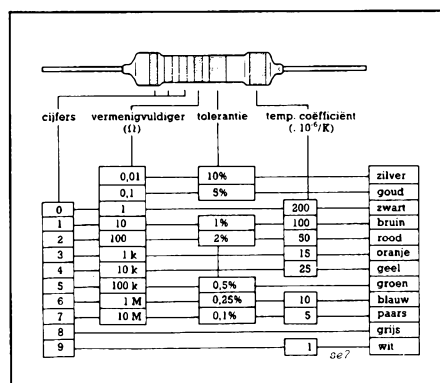 cijfers vermenigvuldiger tolerantie temp. coëfficiënt
(Ω) (. 10⁻⁶/K)
0,01 10% zilver
0,1 5% goud
0 1 200 zwart
1 10 1% 100 bruin
2 100 2% 50 rood
3 1 k 15 oranje
4 10 k 25 geel
5 100 k 0,5% groen
6 1 M 0,25% 10 blauw
7 10 M 0,1% 5 paars
8 grijs
9 1 wit